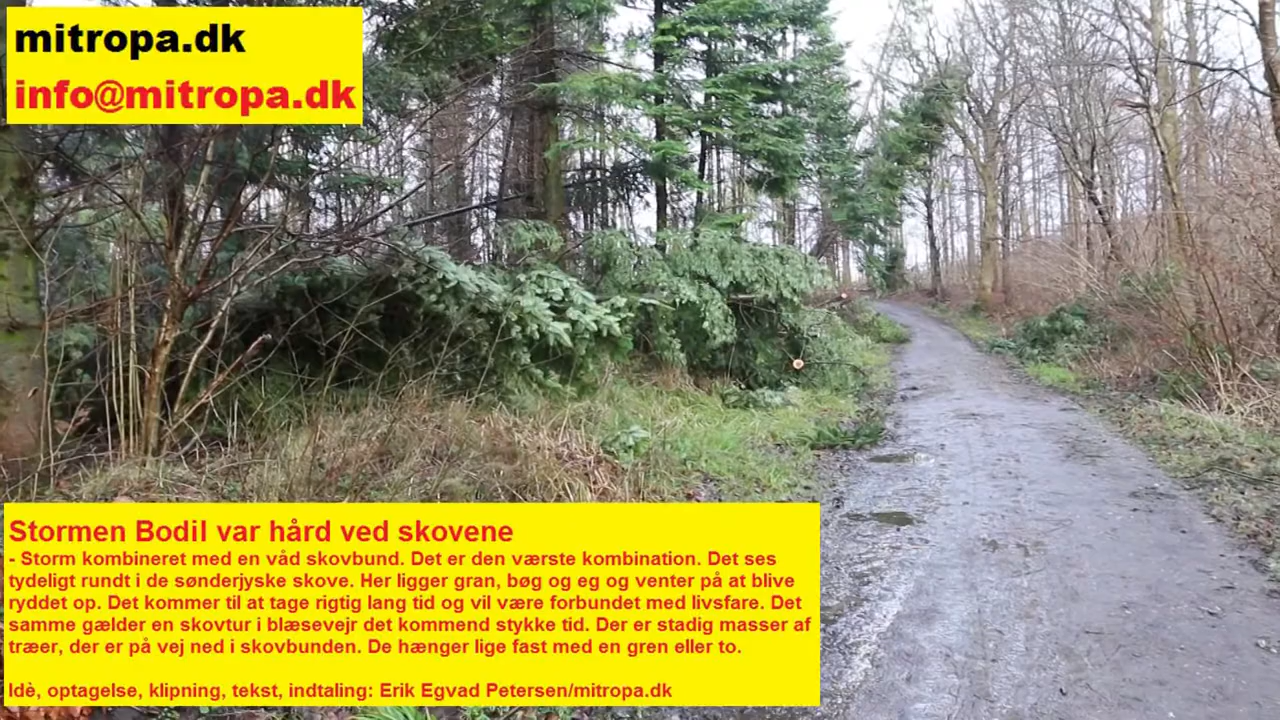 mitropa.dk
info@mitropa.dk
Stormen Bodil var hård ved skovene
- Storm kombineret med en våd skovbund. Det er den værste kombination. Det ses
tydeligt rundt i de sønderjyske skove. Her ligger gran, bøg og eg og venter på at blive
ryddet op. Det kommer til at tage rigtig lang tid og vil være forbundet med livsfare. Det
samme gælder en skovtur i blæsevejr det kommend stykke tid. Der er stadig masser af
træer, der er på vej ned i skovbunden. De hænger lige fast med en gren eller to.
Idè, optagelse, klipning, tekst, indtaling: Erik Egvad Petersen/mitropa.dk